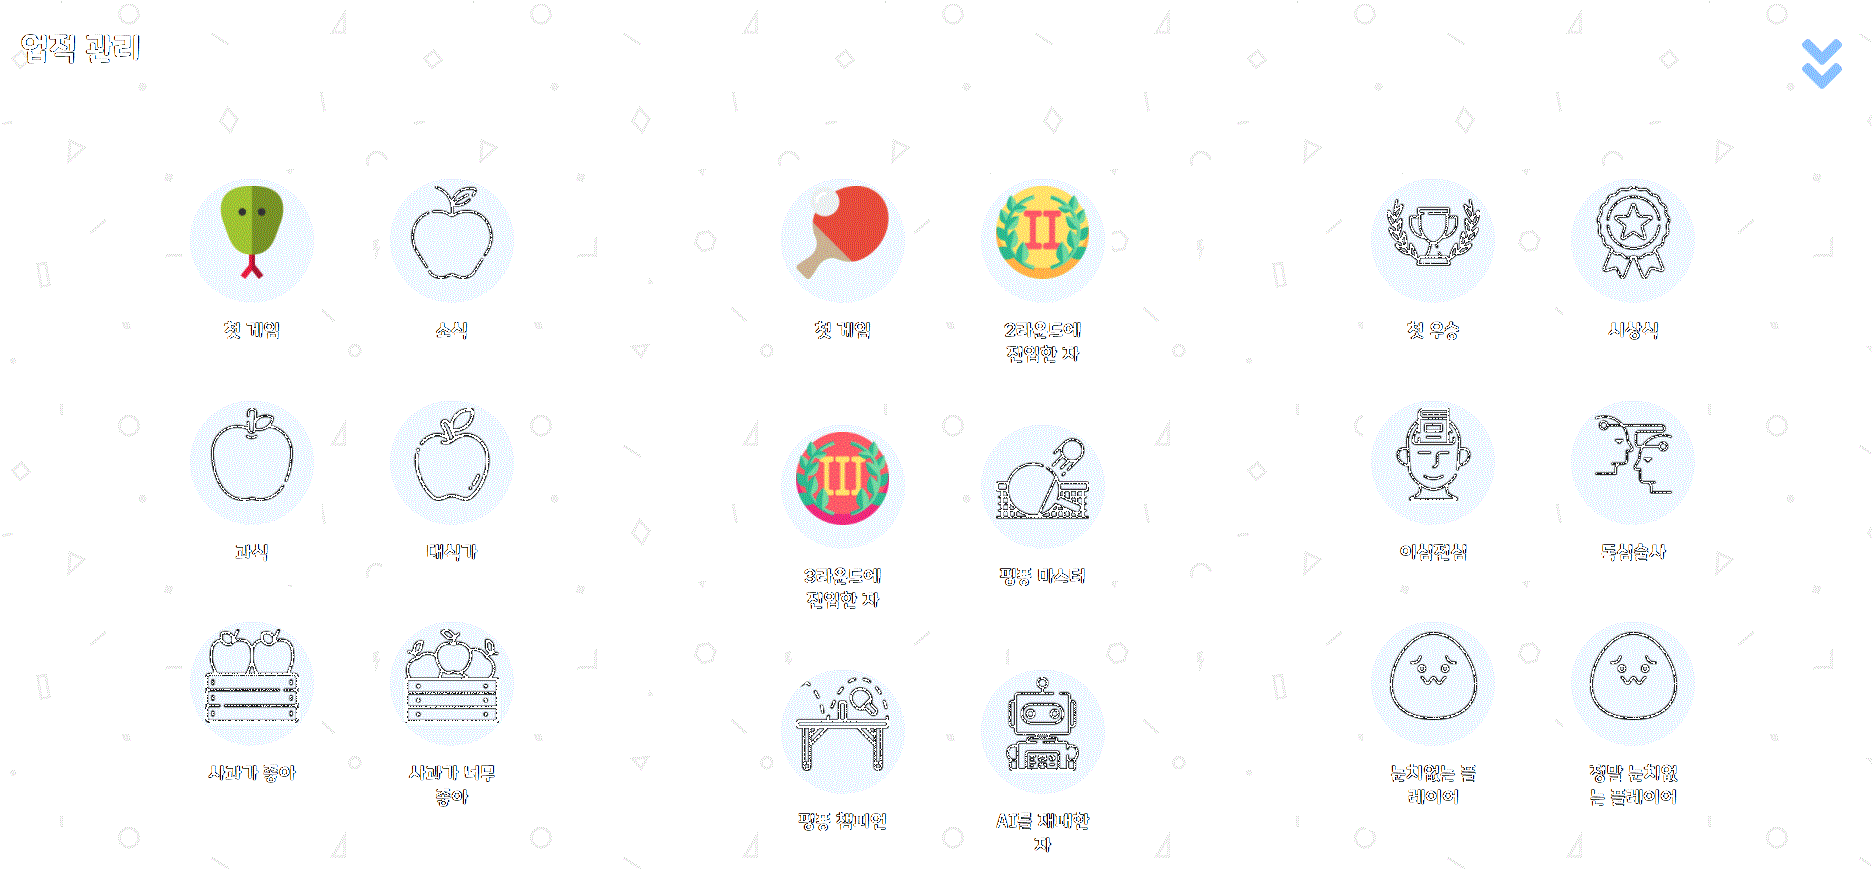 업적 관리
첫 게임
소식
첫 게임
2라운드에
진입한 자
첫 우승
시상식
과식
대식가
3라운드에
진입한 자
핑퐁 마스터
이심전심
독심술사
사과가 좋아
사과가 너무
좋아
핑퐁 챔피언
AI를 제패한
자
눈치없는 플
레이어
정말 눈치없
는 플레이어